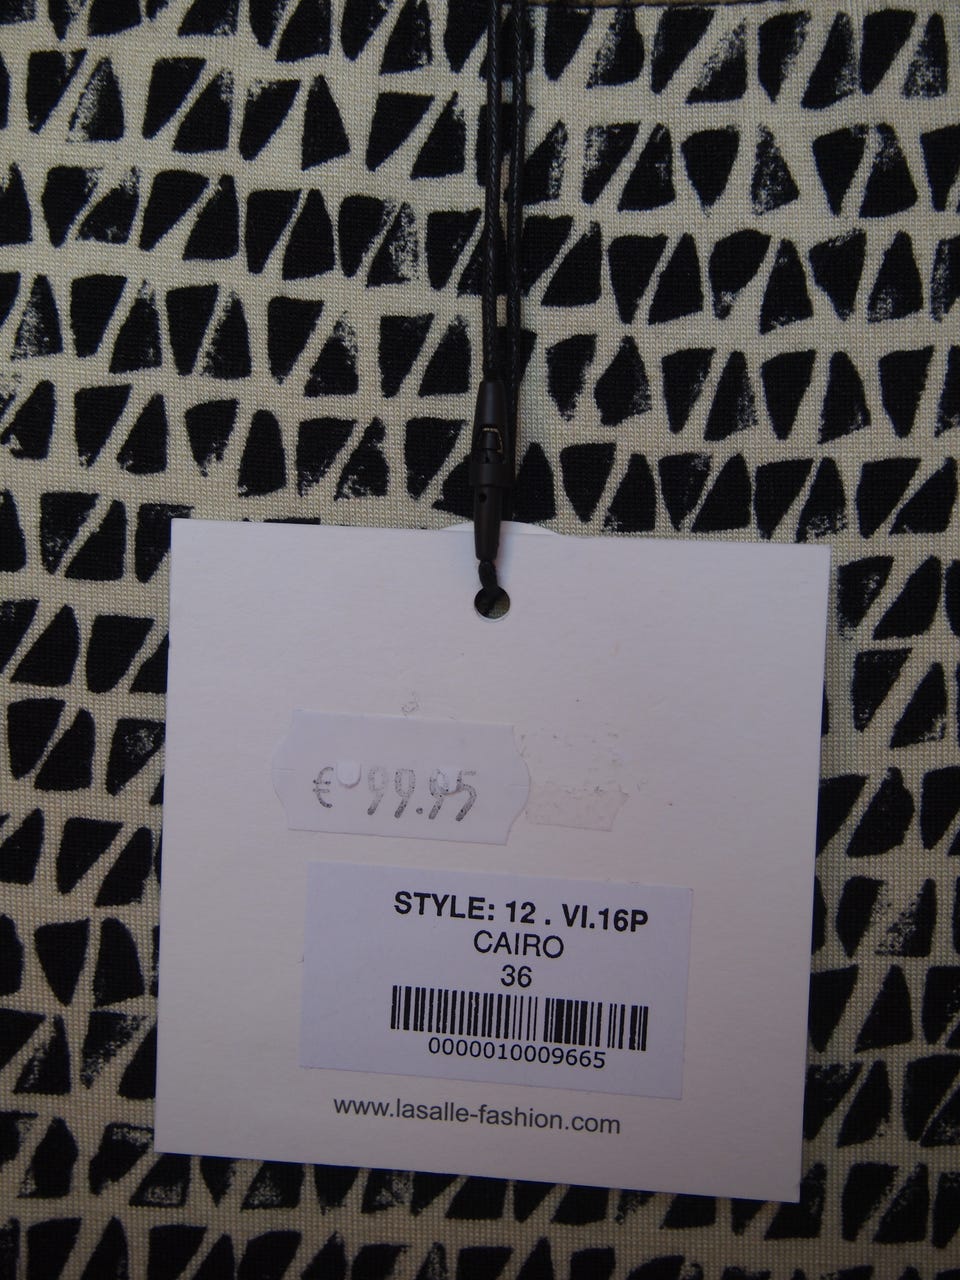 € 99.95
STYLE: 12 . VI.16P
CAIRO
36
0000010009665
www.lasalle-fashion.com